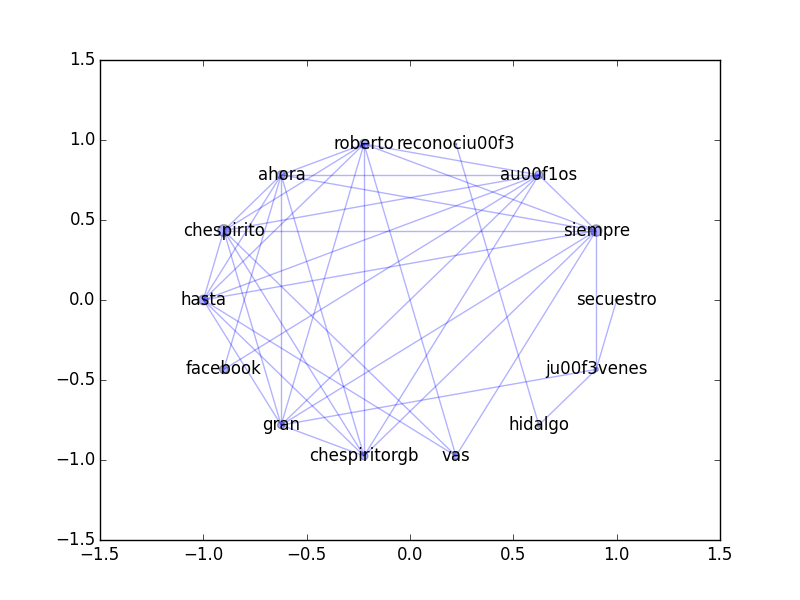 1.5
1.0
roberto reconociu00f3
ahora au00f1os
0.5
chespirito siempre
0.0
hasta secuestro
facebook ju00f3venes
−0.5
gran hidalgo
chespiritorgb vas
−1.0
−1.5
−1.5 −1.0 −0.5 0.0 0.5 1.0 1.5